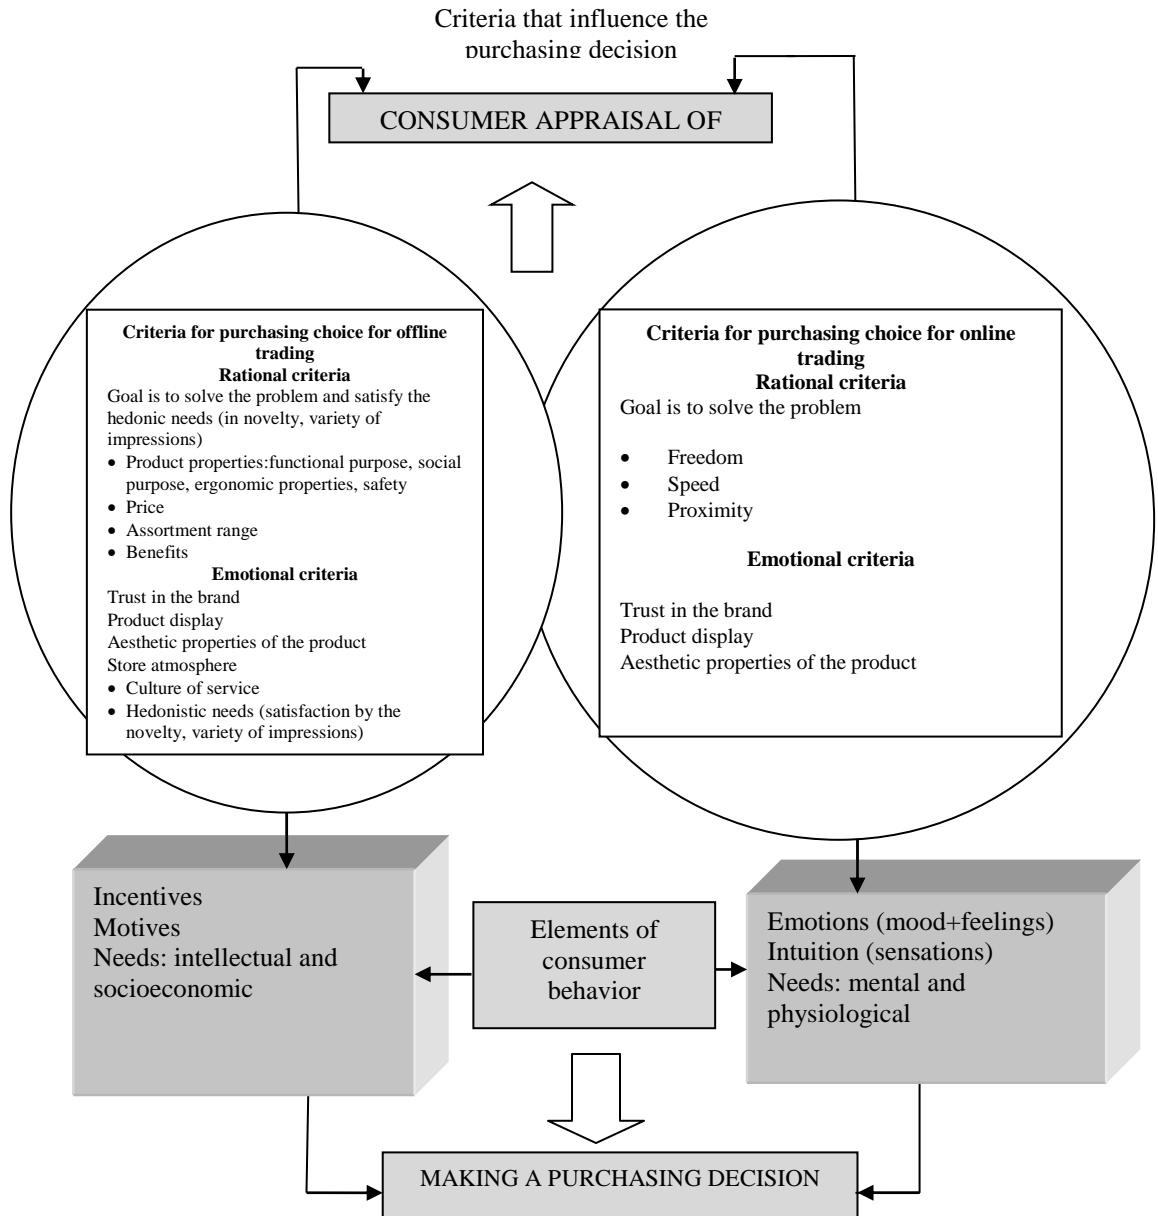 Criteria that influence the
purchasing decision
CONSUMER APPRAISAL OF
Criteria for purchasing choice for offline
trading
Rational criteria
Goal is to solve the problem and satisfy the
hedonic needs (in novelty, variety of
impressions)
• Product properties:functional purpose, social
purpose, ergonomic properties, safety
• Price
• Assortment range
• Benefits
Emotional criteria
Trust in the brand
Product display
Aesthetic properties of the product
Store atmosphere
• Culture of service
• Hedonistic needs (satisfaction by the
novelty, variety of impressions)
Criteria for purchasing choice for online
trading
Rational criteria
Goal is to solve the problem
• Freedom
• Speed
• Proximity
Emotional criteria
Trust in the brand
Product display
Aesthetic properties of the product
Incentives
Motives
Needs: intellectual and
socioeconomic
Elements of
consumer
behavior
Emotions (mood+feelings)
Intuition (sensations)
Needs: mental and
physiological
MAKING A PURCHASING DECISION